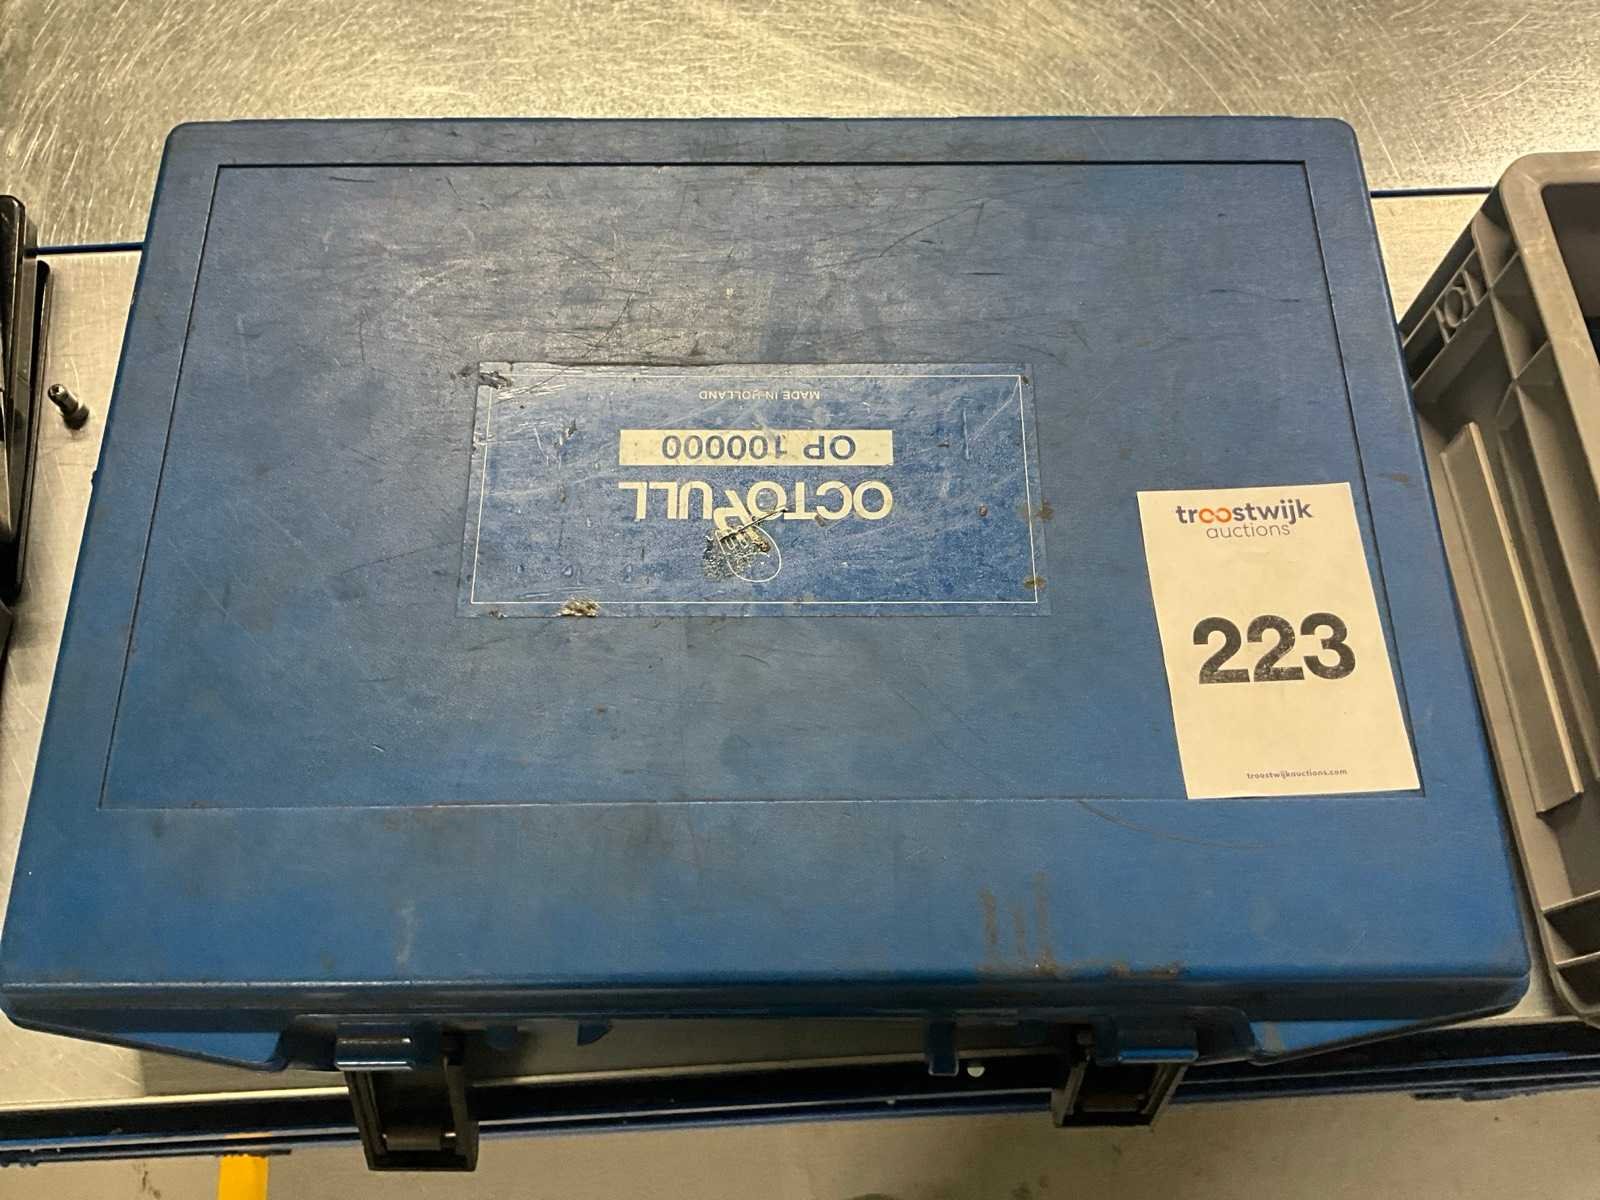 OCTOPULL
OP 100000
MADE IN HOLLAND
troostwijk
auctions
223
troostwijkauctions.com